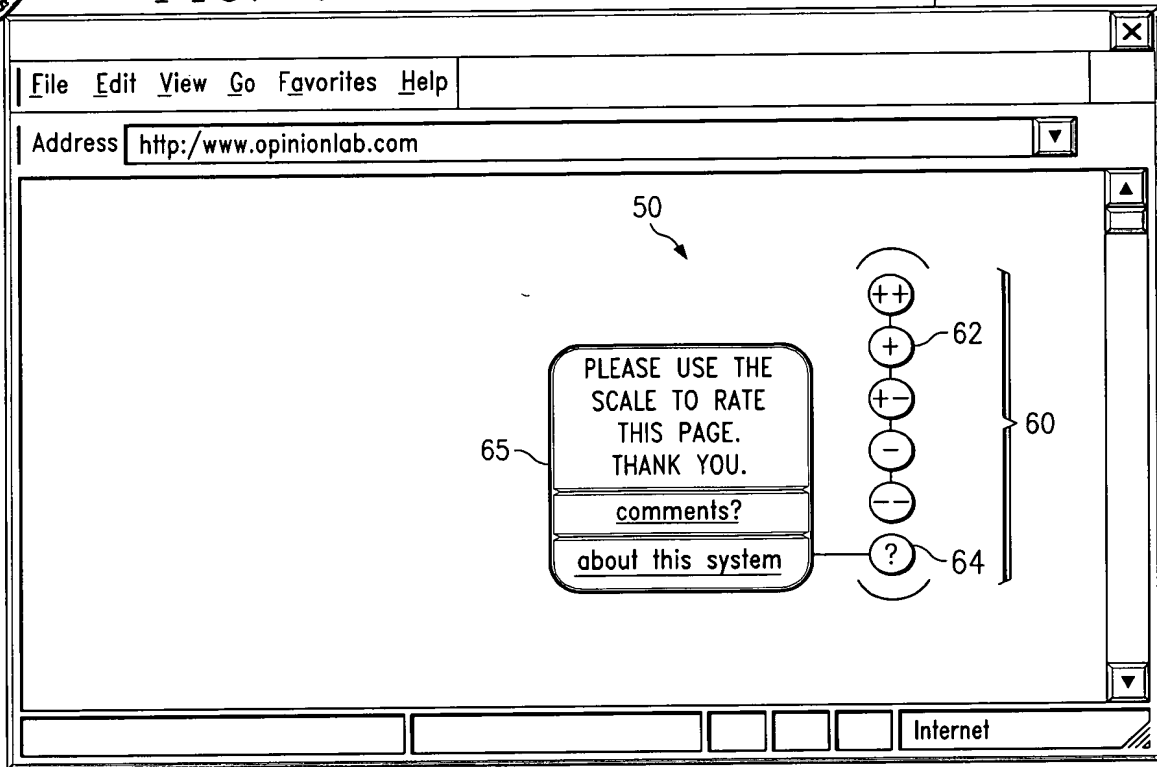 File Edit View Go Favorites Help
Address http:/www.opinionlab.com
50
++
+ 62
+-
-
--
60
65
PLEASE USE THE
SCALE TO RATE
THIS PAGE.
THANK YOU.
comments?
about this system
? 64
Internet